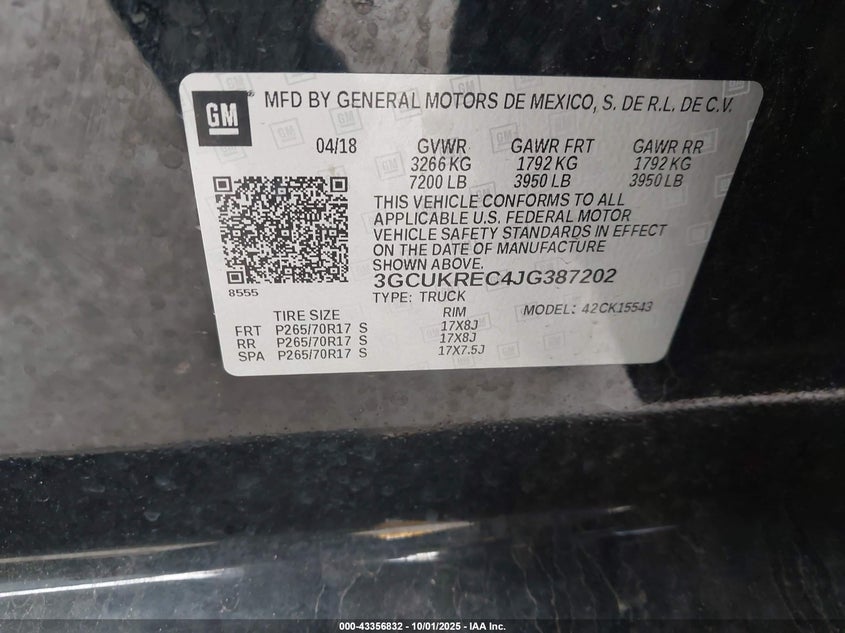 GM
MFD BY GENERAL MOTORS DE MEXICO, S. DE R.L. DE C.V.
04/18 GVWR GAWR FRT GAWR RR
3266 KG 1792 KG 1792 KG
7200 LB 3950 LB 3950 LB
THIS VEHICLE CONFORMS TO ALL
APPLICABLE U.S. FEDERAL MOTOR
VEHICLE SAFETY STANDARDS IN EFFECT
ON THE DATE OF MANUFACTURE
SHOWN ABOVE.
3GCUKREC4JG387202
8555
TYPE: TRUCK MODEL: 42CK15543
TIRE SIZE RIM
FRT P265/70R17 S 17X8J
RR P265/70R17 S 17X8J
SPA P265/70R17 S 17X7.5J
000-43356832 - 10/01/2025 - IAA Inc.